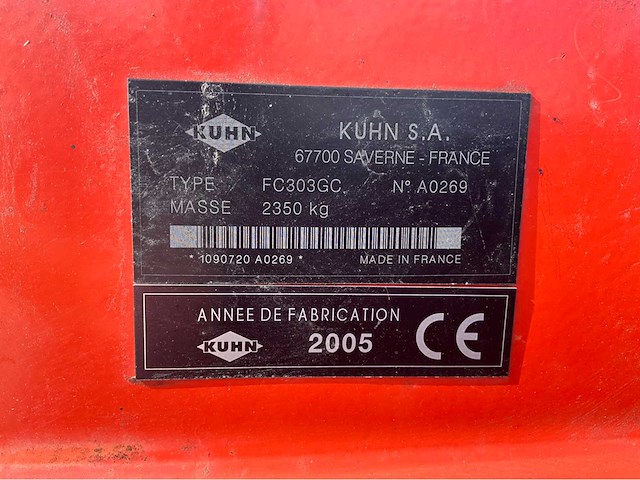 KUHN KUHN S.A.
67700 SAVERNE - FRANCE
TYPE FC303GC N° A0269
MASSE 2350 kg
* 1090720 A0269 * MADE IN FRANCE
ANNEE DE FABRICATION
KUHN 2005 CE